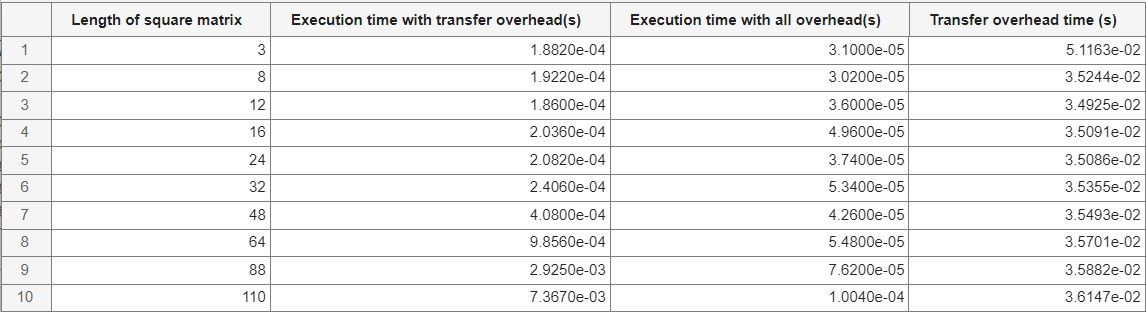 Length of square matrix Execution time with transfer overhead(s) Execution time with all overhead(s) Transfer overhead time (s)
1 3 1.8820e-04 3.1000e-05 5.1163e-02
2 8 1.9220e-04 3.0200e-05 3.5244e-02
3 12 1.8600e-04 3.6000e-05 3.4925e-02
4 16 2.0360e-04 4.9600e-05 3.5091e-02
5 24 2.0820e-04 3.7400e-05 3.5086e-02
6 32 2.4060e-04 5.3400e-05 3.5355e-02
7 48 4.0800e-04 4.2600e-05 3.5493e-02
8 64 9.8560e-04 5.4800e-05 3.5701e-02
9 88 2.9250e-03 7.6200e-05 3.5882e-02
10 110 7.3670e-03 1.0040e-04 3.6147e-02